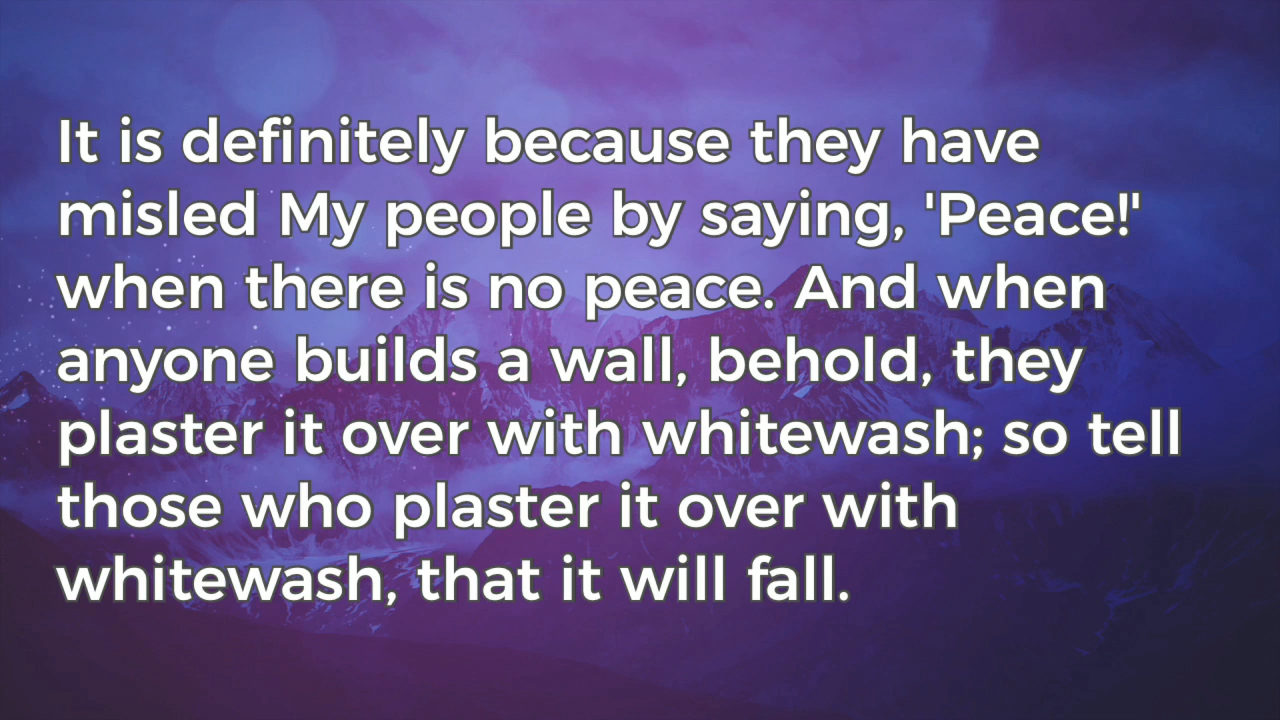 It is definitely because they have
misled My people by saying, 'Peace!'
when there is no peace. And when
anyone builds a wall, behold, they
plaster it over with whitewash; so tell
those who plaster it over with
whitewash, that it will fall.